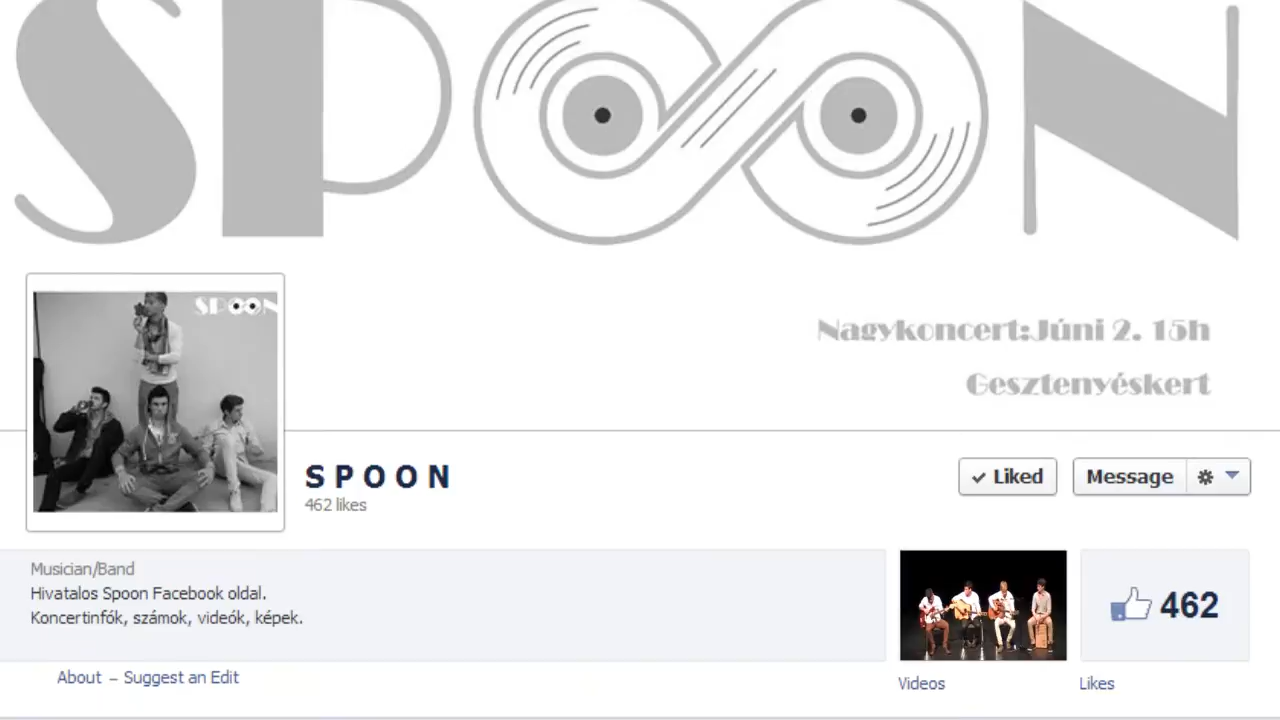 SPOON
SPOON
Nagykoncert:Júni 2. 15h
Gesztenyéskert
S P O O N
462 likes
Liked
Message
Musician/Band
Hivatalos Spoon Facebook oldal.
Koncertinfók, számok, videók, képek.
462
About – Suggest an Edit
Videos
Likes